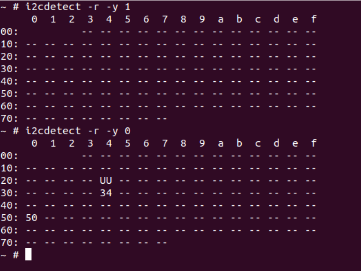 ~ # i2cdetect -r -y 1
     0  1  2  3  4  5  6  7  8  9  a  b  c  d  e  f
00:          -- -- -- -- -- -- -- -- -- -- -- -- --
10: -- -- -- -- -- -- -- -- -- -- -- -- -- -- -- --
20: -- -- -- -- -- -- -- -- -- -- -- -- -- -- -- --
30: -- -- -- -- -- -- -- -- -- -- -- -- -- -- -- --
40: -- -- -- -- -- -- -- -- -- -- -- -- -- -- -- --
50: -- -- -- -- -- -- -- -- -- -- -- -- -- -- -- --
60: -- -- -- -- -- -- -- -- -- -- -- -- -- -- -- --
70: -- -- -- -- -- -- -- --
~ # i2cdetect -r -y 0
     0  1  2  3  4  5  6  7  8  9  a  b  c  d  e  f
00:          -- -- -- -- -- -- -- -- -- -- -- -- --
10: -- -- -- -- -- -- -- -- -- -- -- -- -- -- -- --
20: -- -- -- -- UU -- -- -- -- -- -- -- -- -- -- --
30: -- -- -- -- 34 -- -- -- -- -- -- -- -- -- -- --
40: -- -- -- -- -- -- -- -- -- -- -- -- -- -- -- --
50: 50 -- -- -- -- -- -- -- -- -- -- -- -- -- -- --
60: -- -- -- -- -- -- -- -- -- -- -- -- -- -- -- --
70: -- -- -- -- -- -- -- --
~ #